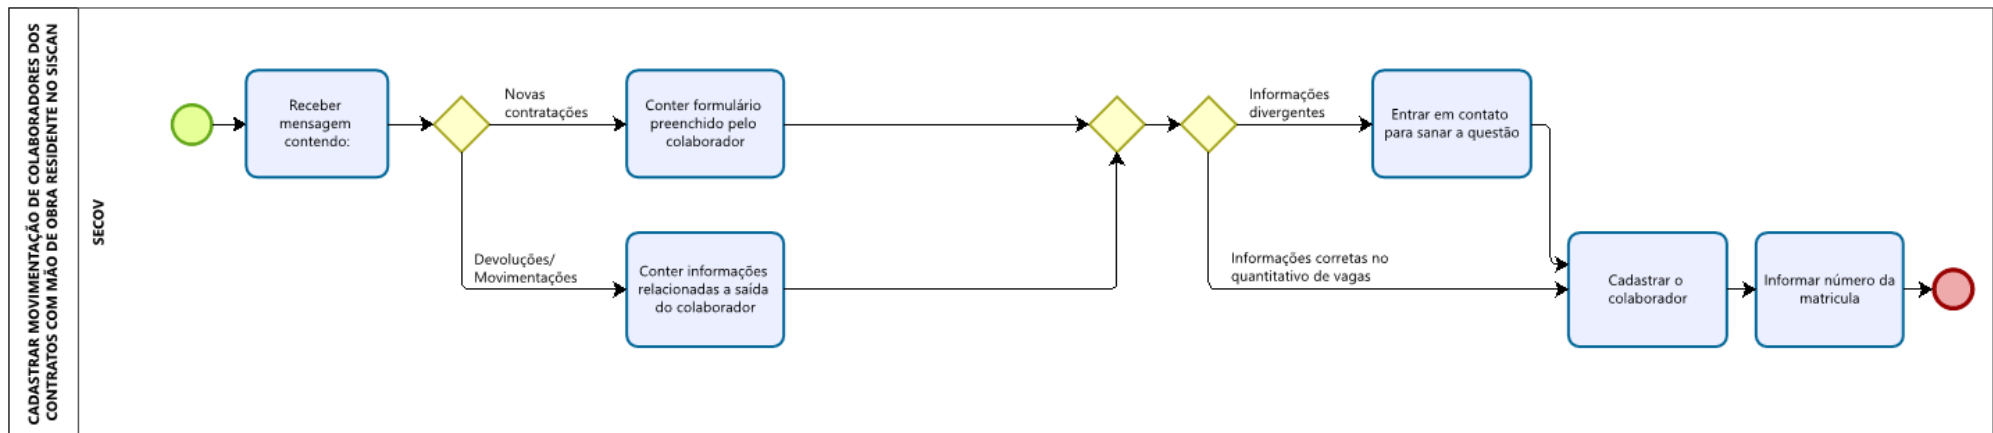 CADASTRAR MOVIMENTAÇÃO DE COLABORADORES DOS
CONTRATOS COM MÃO DE OBRA RESIDENTE NO SISCAN
SECOV
Receber
mensagem
contendo:
Novas
contratações
Conter formulário
preenchido pelo
colaborador
Devoluções/
Movimentações
Conter informações
relacionadas a saída
do colaborador
Informações
divergentes
Entrar em contato
para sanar a questão
Informações corretas no
quantitativo de vagas
Cadastrar o
colaborador
Informar número da
matricula